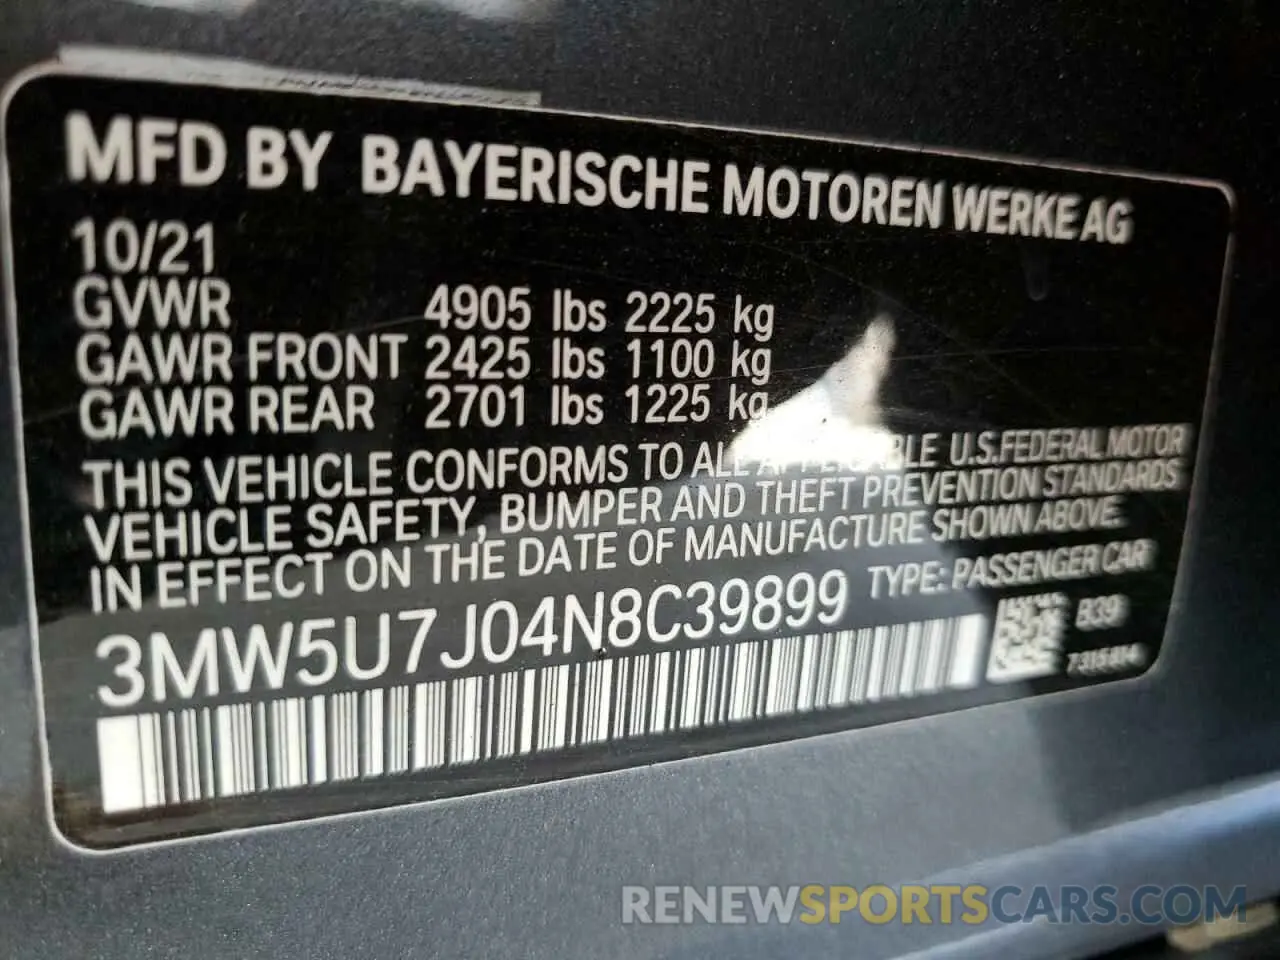 MFD BY BAYERISCHE MOTOREN WERKE AG
10/21
GVWR 4905 lbs 2225 kg
GAWR FRONT 2425 lbs 1100 kg
GAWR REAR 2701 lbs 1225 kg
THIS VEHICLE CONFORMS TO ALL APPLICABLE U.S.FEDERAL MOTOR
VEHICLE SAFETY, BUMPER AND THEFT PREVENTION STANDARDS
IN EFFECT ON THE DATE OF MANUFACTURE SHOWN ABOVE.
3MW5U7J04N8C39899 TYPE: PASSENGER CAR
B39
7315814
RENEWSPORTSCARS.COM